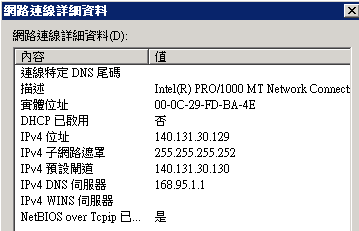 網路連線詳細資料
網路連線詳細資料(D):
內容 值
連線特定 DNS 尾碼
描述 Intel(R) PRO/1000 MT Network Connect
實體位址 00-0C-29-FD-BA-4E
DHCP 已啟用 否
IPv4 位址 140.131.30.129
IPv4 子網路遮罩 255.255.255.252
IPv4 預設閘道 140.131.30.130
IPv4 DNS 伺服器 168.95.1.1
IPv4 WINS 伺服器
NetBIOS over Tcpip 已... 是